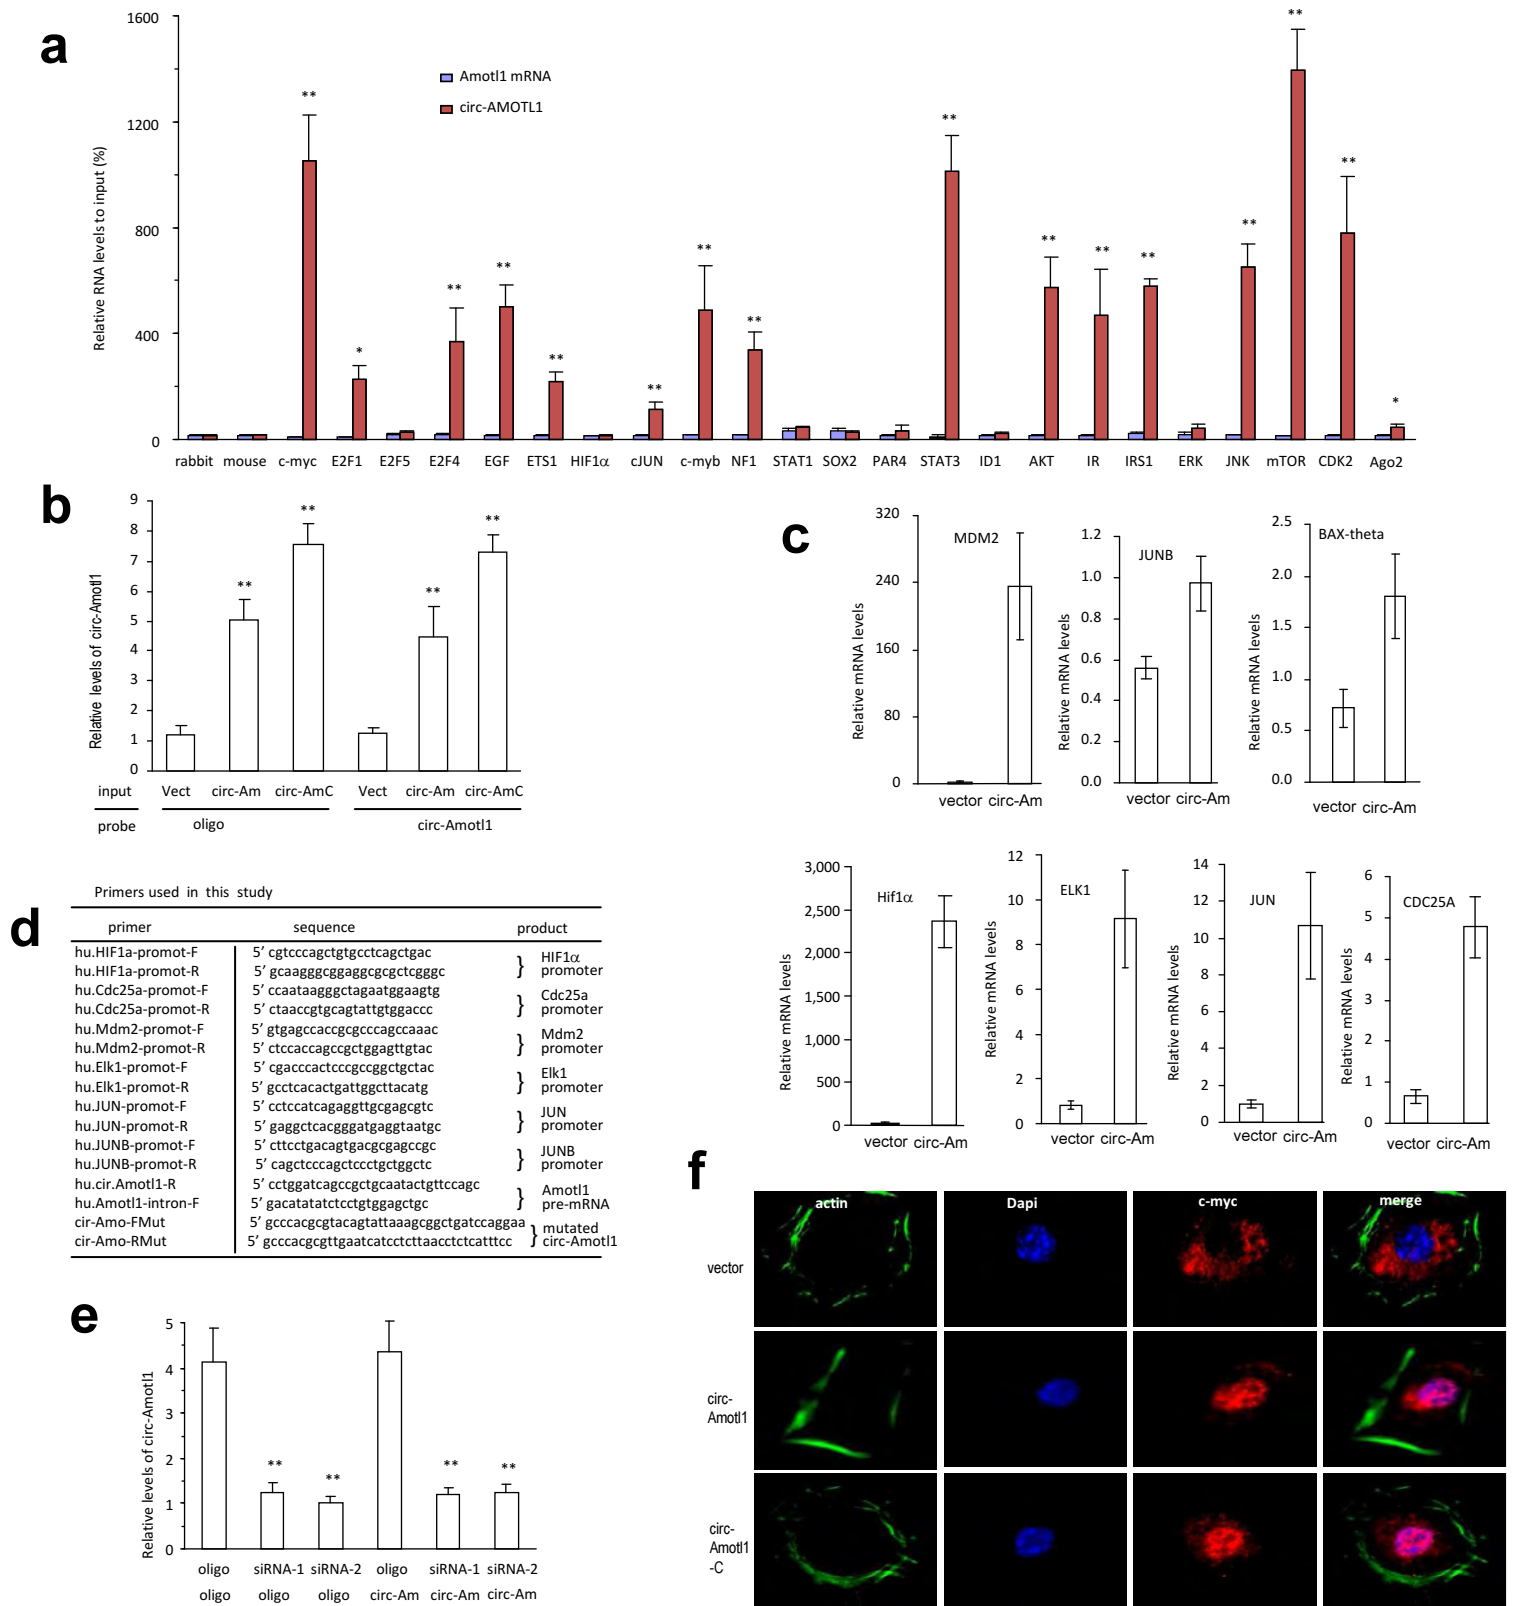 a
1600
1200
800
400
0
Relative RNA levels to input (%)
Amotl1 mRNA
circ-AMOTL1
** * ** ** ** ** ** ** ** ** ** ** ** ** ** *
rabbit mouse c-myc E2F1 E2F5 E2F4 EGF ETS1 HIF1α cJUN c-myb NF1 STAT1 SOX2 PAR4 STAT3 ID1 AKT IR IRS1 ERK JNK mTOR CDK2 Ago2
b
9
8
7
6
5
4
3
2
1
0
Relative levels of circ-Amotl1
** ** ** **
input Vect circ-Am circ-AmC Vect circ-Am circ-AmC
probe oligo circ-Amotl1
c
MDM2
320
240
160
80
0
Relative mRNA levels
vector circ-Am
JUNB
1.2
1.0
0.8
0.6
0.4
0.2
0.0
Relative mRNA levels
vector circ-Am
BAX-theta
2.5
2.0
1.5
1.0
0.5
0.0
Relative mRNA levels
vector circ-Am
Hif1α
3,000
2,500
2,000
1,500
1,000
500
0
Relative mRNA levels
vector circ-Am
ELK1
12
10
8
6
4
2
0
Relative mRNA levels
vector circ-Am
JUN
14
12
10
8
6
4
2
0
Relative mRNA levels
vector circ-Am
CDC25A
6
5
4
3
2
1
0
Relative mRNA levels
vector circ-Am
d
Primers used in this study
primer sequence product
hu.HIF1a-promot-F 5’ cgtcccagctgtgcctcagctgac
hu.HIF1a-promot-R 5’ gcaagggcggaggcgcgctcgggc
} HIF1α
promoter
hu.Cdc25a-promot-F 5’ ccaataagggctagaatggaagtg
hu.Cdc25a-promot-R 5’ ctaaccgtgcagtattgtggaccc
} Cdc25a
promoter
hu.Mdm2-promot-F 5’ gtgagccaccgcgcccagccaaac
hu.Mdm2-promot-R 5’ ctccaccagccgctggagttgtac
} Mdm2
promoter
hu.Elk1-promot-F 5’ cgacccactcccgccggctgctac
hu.Elk1-promot-R 5’ gcctcacactgattggcttacatg
} Elk1
promoter
hu.JUN-promot-F 5’ cctccatcagaggttgcgagcgtc
hu.JUN-promot-R 5’ gaggctcacgggatgaggtaatgc
} JUN
promoter
hu.JUNB-promot-F 5’ cttcctgacagtgacgcgagccgc
hu.JUNB-promot-R 5’ cagctcccagctccctgctggctc
} JUNB
promoter
hu.cir.Amotl1-R 5’ cctggatcagccgctgcaatactgttccagc
hu.Amotl1-intron-F 5’ gacatatatctcctgtggagctgc
} Amotl1
pre-mRNA
cir-Amo-FMut 5’ gcccacgcgtacagtattaaagcggctgatccaggaa
cir-Amo-RMut 5’ gcccacgcgttgaatcatcctcttaacctctcatttcc
} mutated
circ-Amotl1
e
5
4
3
2
1
0
Relative levels of circ-Amotl1
** ** ** **
oligo siRNA-1 siRNA-2 oligo siRNA-1 siRNA-2
oligo oligo oligo circ-Am circ-Am circ-Am
f
actin Dapi c-myc merge
vector
circ-
Amotl1
circ-
Amotl1
-C